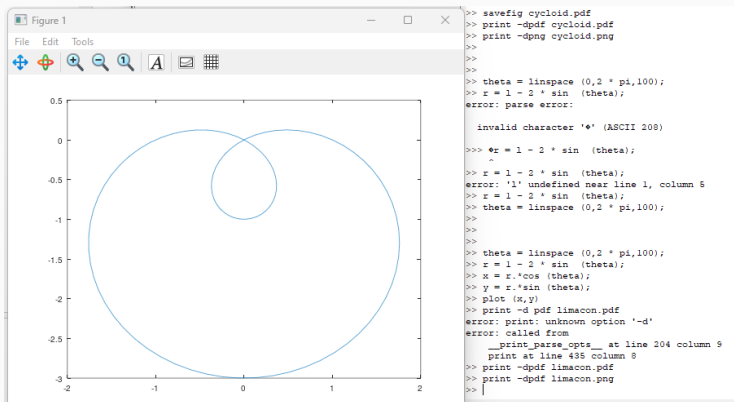 Figure 1
File Edit Tools
A
0.5
0
-0.5
-1
-1.5
-2
-2.5
-3
-2 -1 0 1 2
>> savefig cycloid.pdf
>> print -dpdf cycloid.pdf
>> print -dpng cycloid.png
>>
>>
>>
>> theta = linspace (0,2 * pi,100);
>> r = l - 2 * sin  (theta);
error: parse error:
  invalid character '�' (ASCII 208)
>>> �r = l - 2 * sin  (theta);
    ^
>> r = l - 2 * sin  (theta);
error: 'l' undefined near line 1, column 5
>> r = 1 - 2 * sin  (theta);
>> theta = linspace (0,2 * pi,100);
>>
>>
>>
>> theta = linspace (0,2 * pi,100);
>> r = 1 - 2 * sin  (theta);
>> x = r.*cos (theta);
>> y = r.*sin (theta);
>> plot (x,y)
>> print -d pdf limacon.pdf
error: print: unknown option '-d'
error: called from
    __print_parse_opts__ at line 204 column 9
    print at line 435 column 8
>> print -dpdf limacon.pdf
>> print -dpdf limacon.png
>>